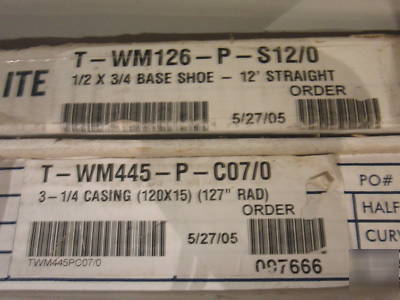 T-WM126-P-S12/0
ITE
1/2 X 3/4 BASE SHOE - 12' STRAIGHT
ORDER
5/27/05
T-WM445-P-C07/0
3-1/4 CASING (120X15) (127" RAD)
ORDER
PO#
HALF
5/27/05
CURV
TWM445PC07/0
097666